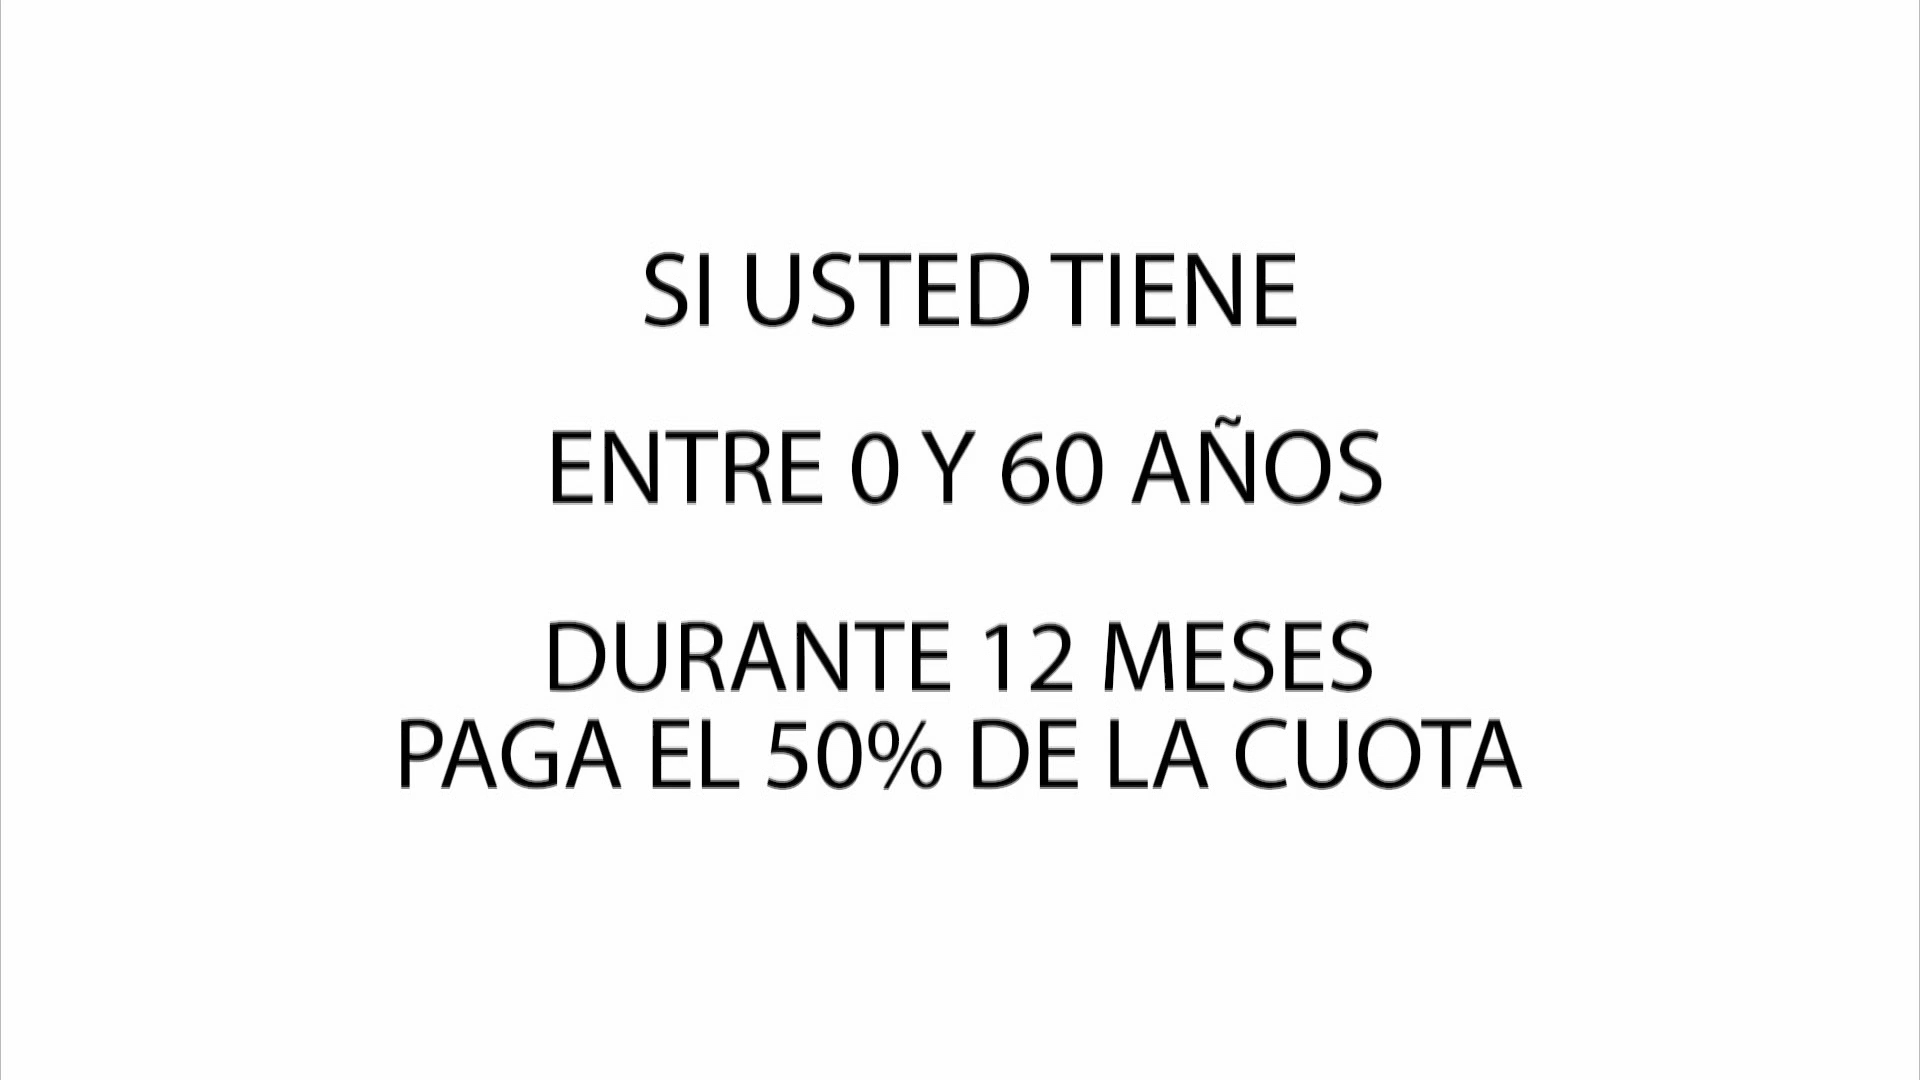 SI USTED TIENE
ENTRE 0 Y 60 AÑOS
DURANTE 12 MESES
PAGA EL 50% DE LA CUOTA